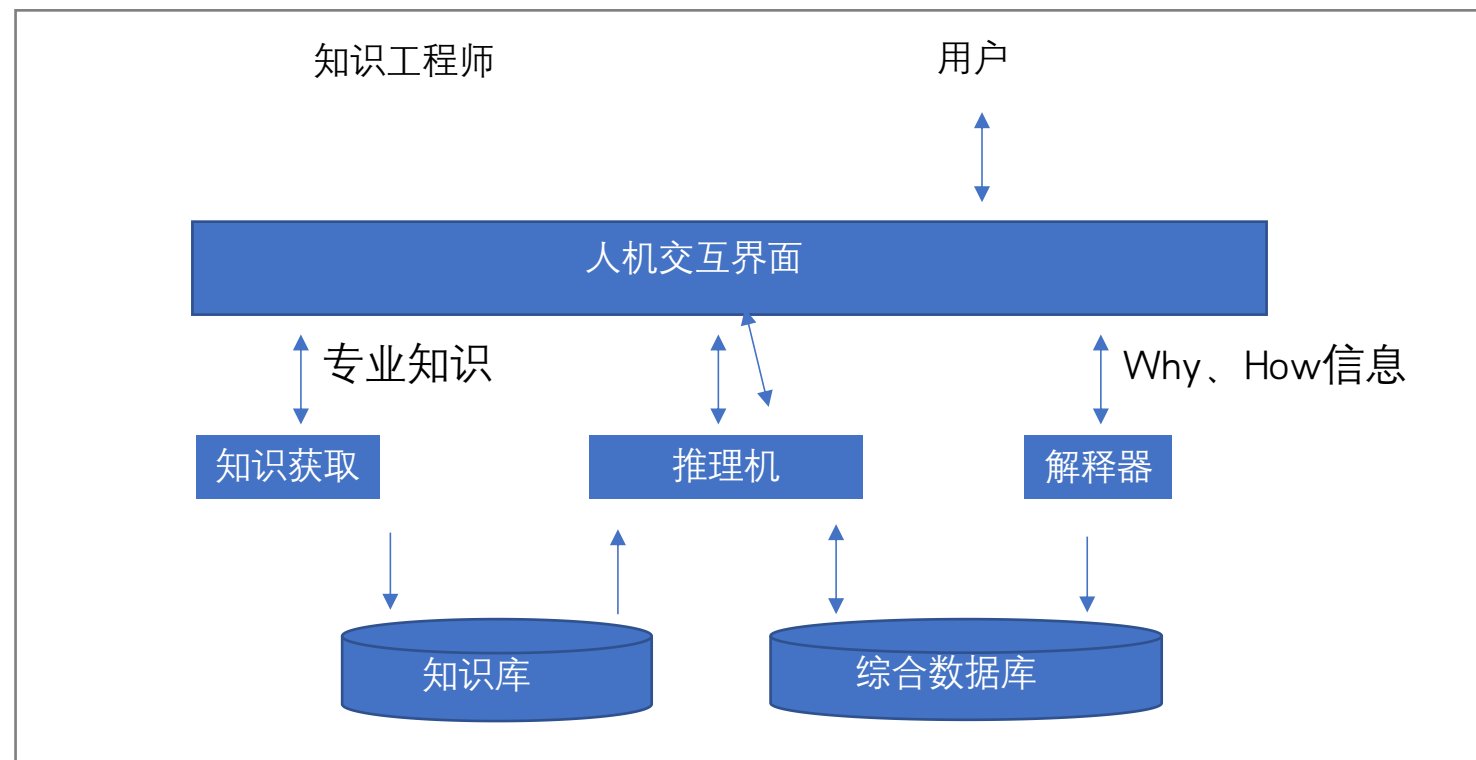 知识工程师
用户
人机交互界面
专业知识
Why、How信息
知识获取
推理机
解释器
知识库
综合数据库